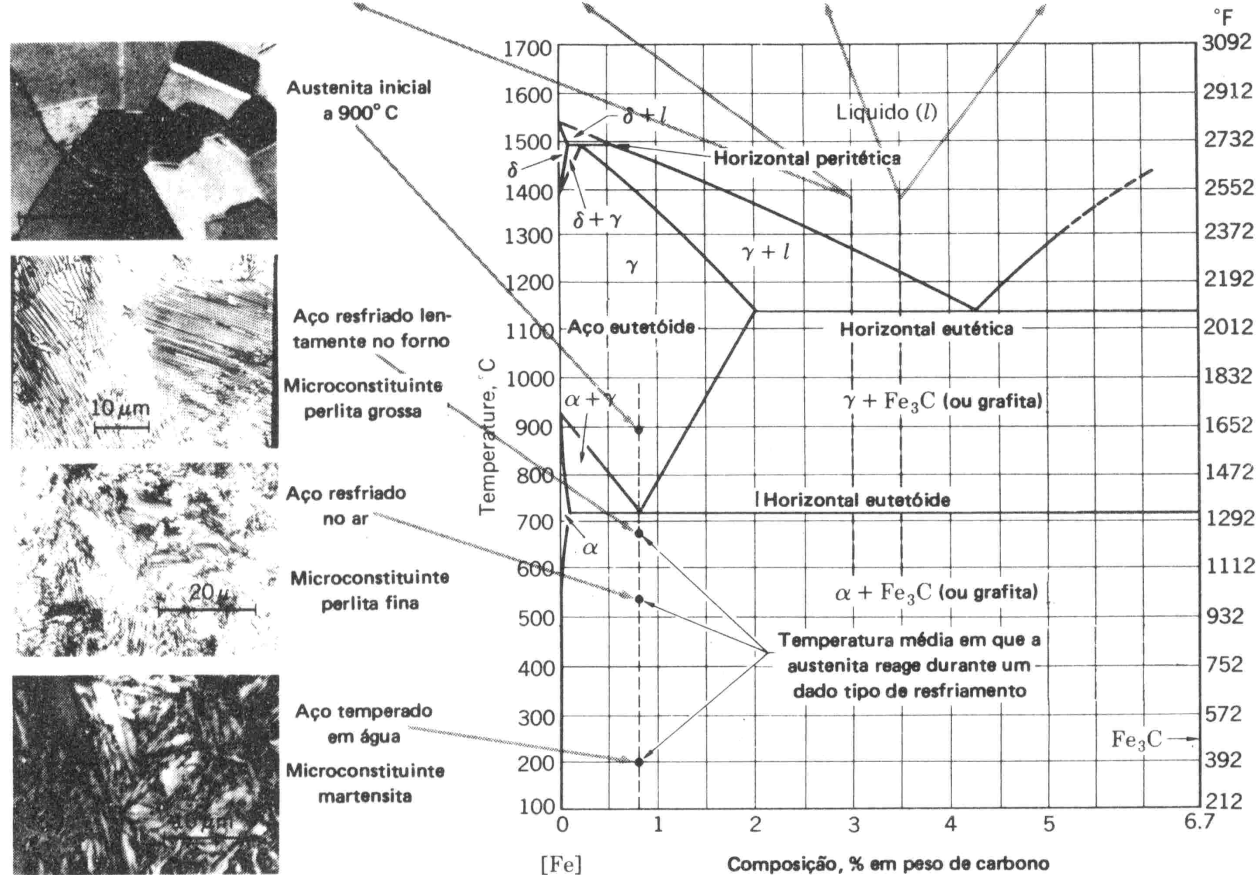 Austenita inicial
a 900° C
Aço resfriado len-
tamente no forno
Microconstituinte
perlita grossa
10 μm
Aço resfriado
no ar
Microconstituinte
perlita fina
20 μ
Aço temperado
em água
Microconstituinte
martensita
Temperature, °C
1700
1600
1500
1400
1300
1200
1100
1000
900
800
700
600
500
400
300
200
100
°F
3092
2912
2732
2552
2372
2192
2012
1832
1652
1472
1292
1112
932
752
572
392
212
Líquido (l)
δ + l
Horizontal peritética
δ
δ + γ
γ + l
γ
Aço eutetóide
Horizontal eutética
α + γ
γ + Fe₃C (ou grafita)
Horizontal eutetóide
α
α + Fe₃C (ou grafita)
Temperatura média em que a
austenita reage durante um
dado tipo de resfriamento
Fe₃C
0 1 2 3 4 5 6.7
[Fe]
Composição, % em peso de carbono